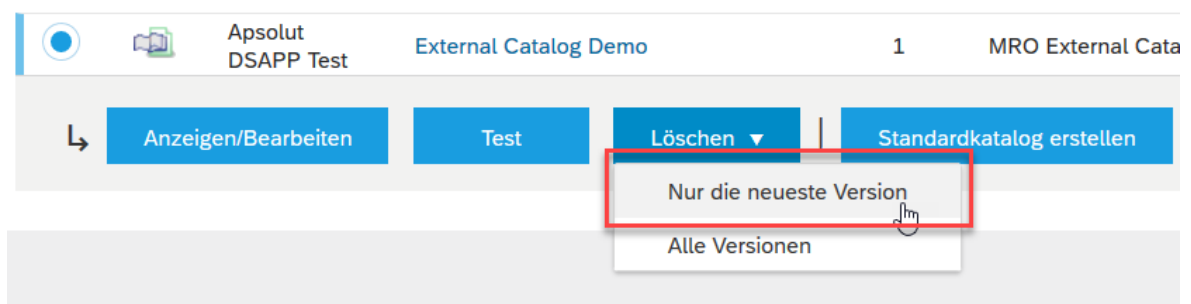 Apsolut
DSAPP Test
External Catalog Demo
1
MRO External Cata
Anzeigen/Bearbeiten
Test
Löschen ▼
Standardkatalog erstellen
Nur die neueste Version
Alle Versionen